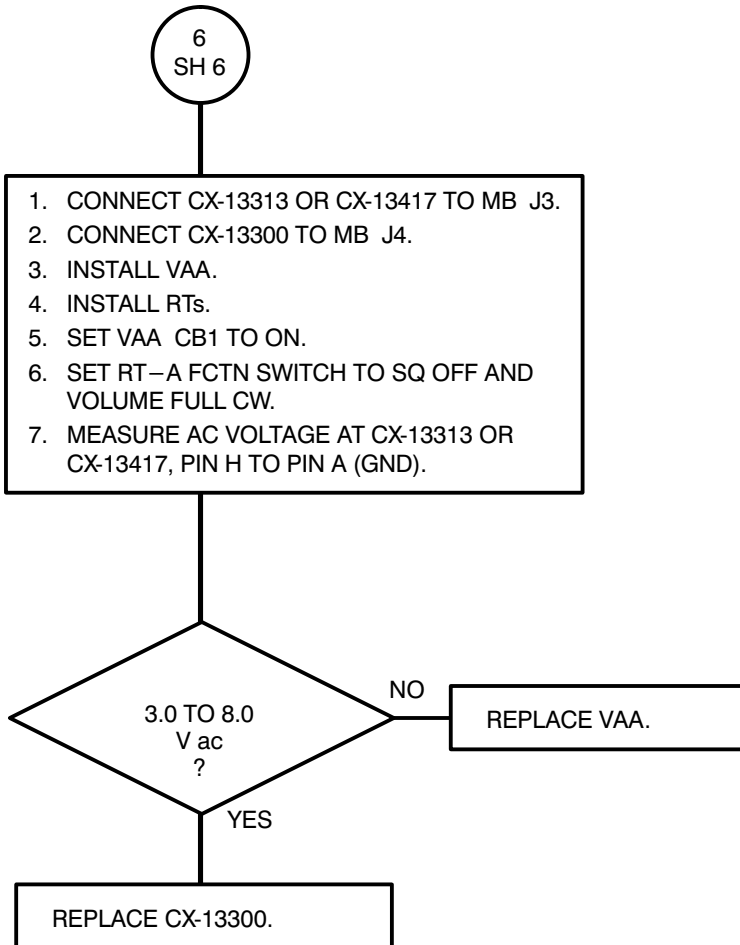 6
SH 6
1. CONNECT CX-13313 OR CX-13417 TO MB J3.
2. CONNECT CX-13300 TO MB J4.
3. INSTALL VAA.
4. INSTALL RTs.
5. SET VAA CB1 TO ON.
6. SET RT–A FCTN SWITCH TO SQ OFF AND
VOLUME FULL CW.
7. MEASURE AC VOLTAGE AT CX-13313 OR
CX-13417, PIN H TO PIN A (GND).
3.0 TO 8.0
V ac
?
NO
REPLACE VAA.
YES
REPLACE CX-13300.